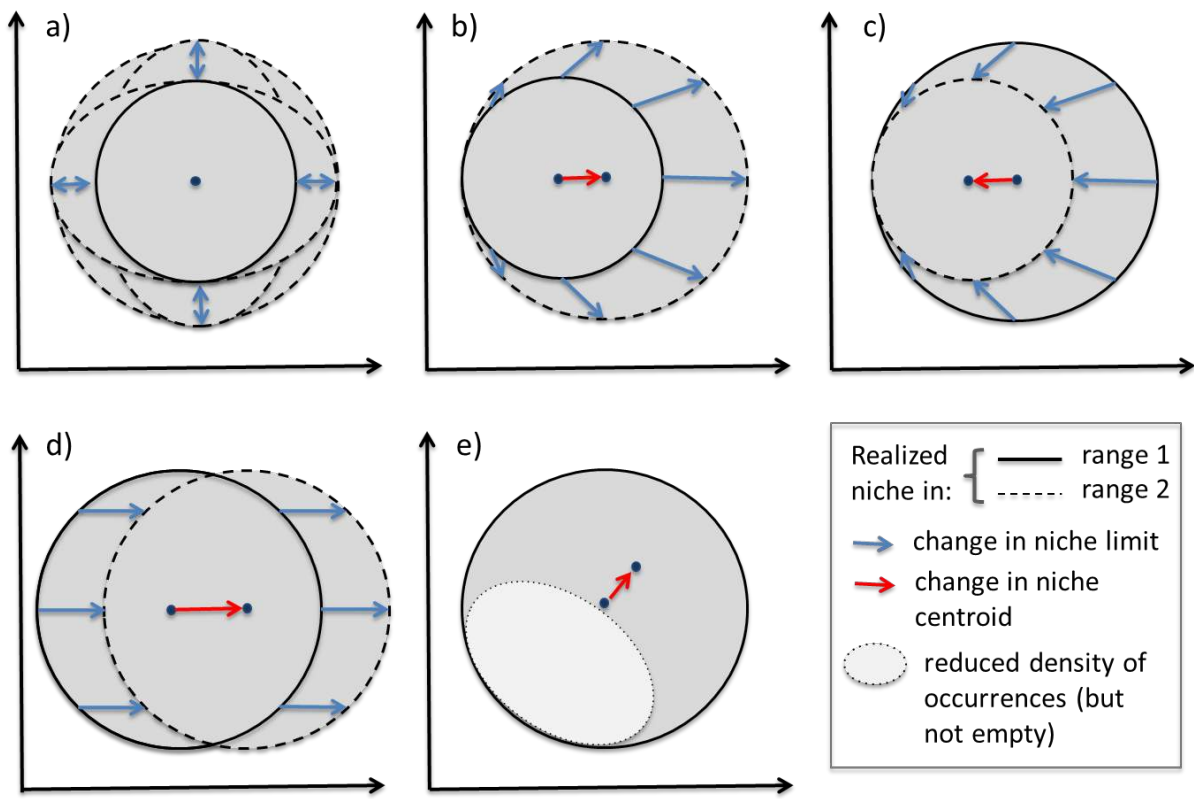 a)
b)
c)
d)
e)
Realized
niche in:
range 1
range 2
change in niche limit
change in niche
centroid
reduced density of
occurrences (but
not empty)